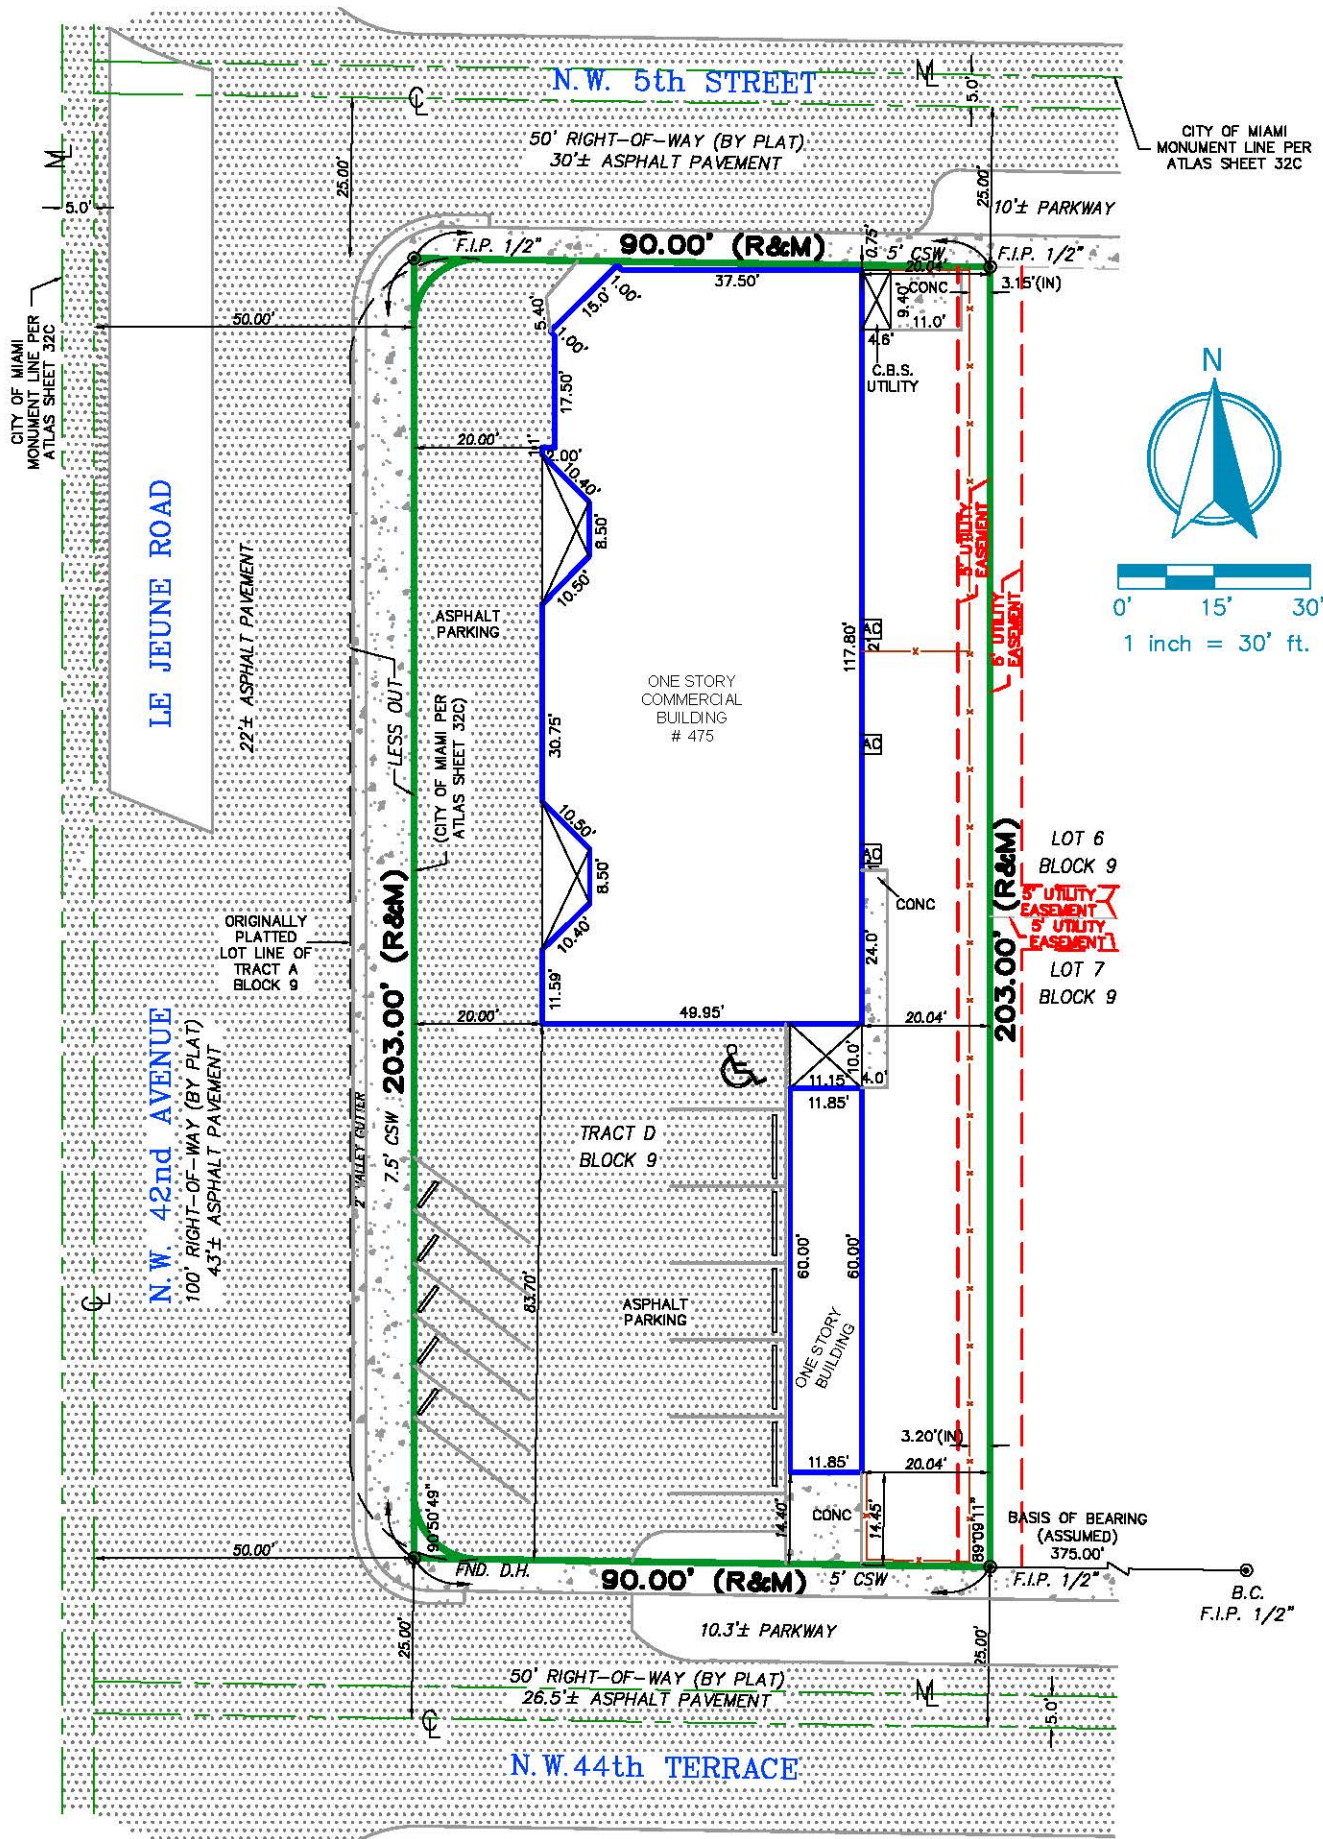 N.W. 5th STREET
50' RIGHT-OF-WAY (BY PLAT)
30'± ASPHALT PAVEMENT
5.0'
CITY OF MIAMI
MONUMENT LINE PER
ATLAS SHEET 32C
25.00'
25.00'
10'± PARKWAY
5.0'
F.I.P. 1/2"
90.00' (R&M)
0.75'
5' CSW
F.I.P. 1/2"
20.04'
37.50'
CONC
3.15'(IN)
1.00'
15.0'
5.40'
1.00'
9.40'
11.0'
4.6'
C.B.S.
UTILITY
50.00'
CITY OF MIAMI
MONUMENT LINE PER
ATLAS SHEET 32C
17.50'
20.00'
2.00'
10.40'
8.50'
10.50'
N
0' 15' 30'
1 inch = 30' ft.
LE JEUNE ROAD
22'± ASPHALT PAVEMENT
5' UTILITY
EASEMENT
5' UTILITY
EASEMENT
ASPHALT
PARKING
LESS OUT
(CITY OF MIAMI PER
ATLAS SHEET 32C)
ONE STORY
COMMERCIAL
BUILDING
# 475
117.80'
AC
2
AC
AC
30.75'
10.50'
8.50'
10.40'
11.59'
CONC
24.0'
LOT 6
BLOCK 9
5' UTILITY
EASEMENT
5' UTILITY
EASEMENT
LOT 7
BLOCK 9
203.00' (R&M)
203.00' (R&M)
ORIGINALLY
PLATTED
LOT LINE OF
TRACT A
BLOCK 9
20.00'
49.95'
20.04'
10.0'
11.15'
4.0'
11.85'
N.W. 42nd AVENUE
100' RIGHT-OF-WAY (BY PLAT)
43'± ASPHALT PAVEMENT
2' VALLEY GUTTER
7.5' CSW
TRACT D
BLOCK 9
83.70'
60.00'
60.00'
ASPHALT
PARKING
ONE STORY
BUILDING
3.20'(IN)
11.85'
20.04'
14.40'
CONC
14.45'
89°09'11"
90°50'49"
BASIS OF BEARING
(ASSUMED)
375.00'
50.00'
FND. D.H.
90.00' (R&M)
5' CSW
F.I.P. 1/2"
B.C.
F.I.P. 1/2"
25.00'
10.3'± PARKWAY
25.00'
50' RIGHT-OF-WAY (BY PLAT)
26.5'± ASPHALT PAVEMENT
5.0'
N.W.44th TERRACE